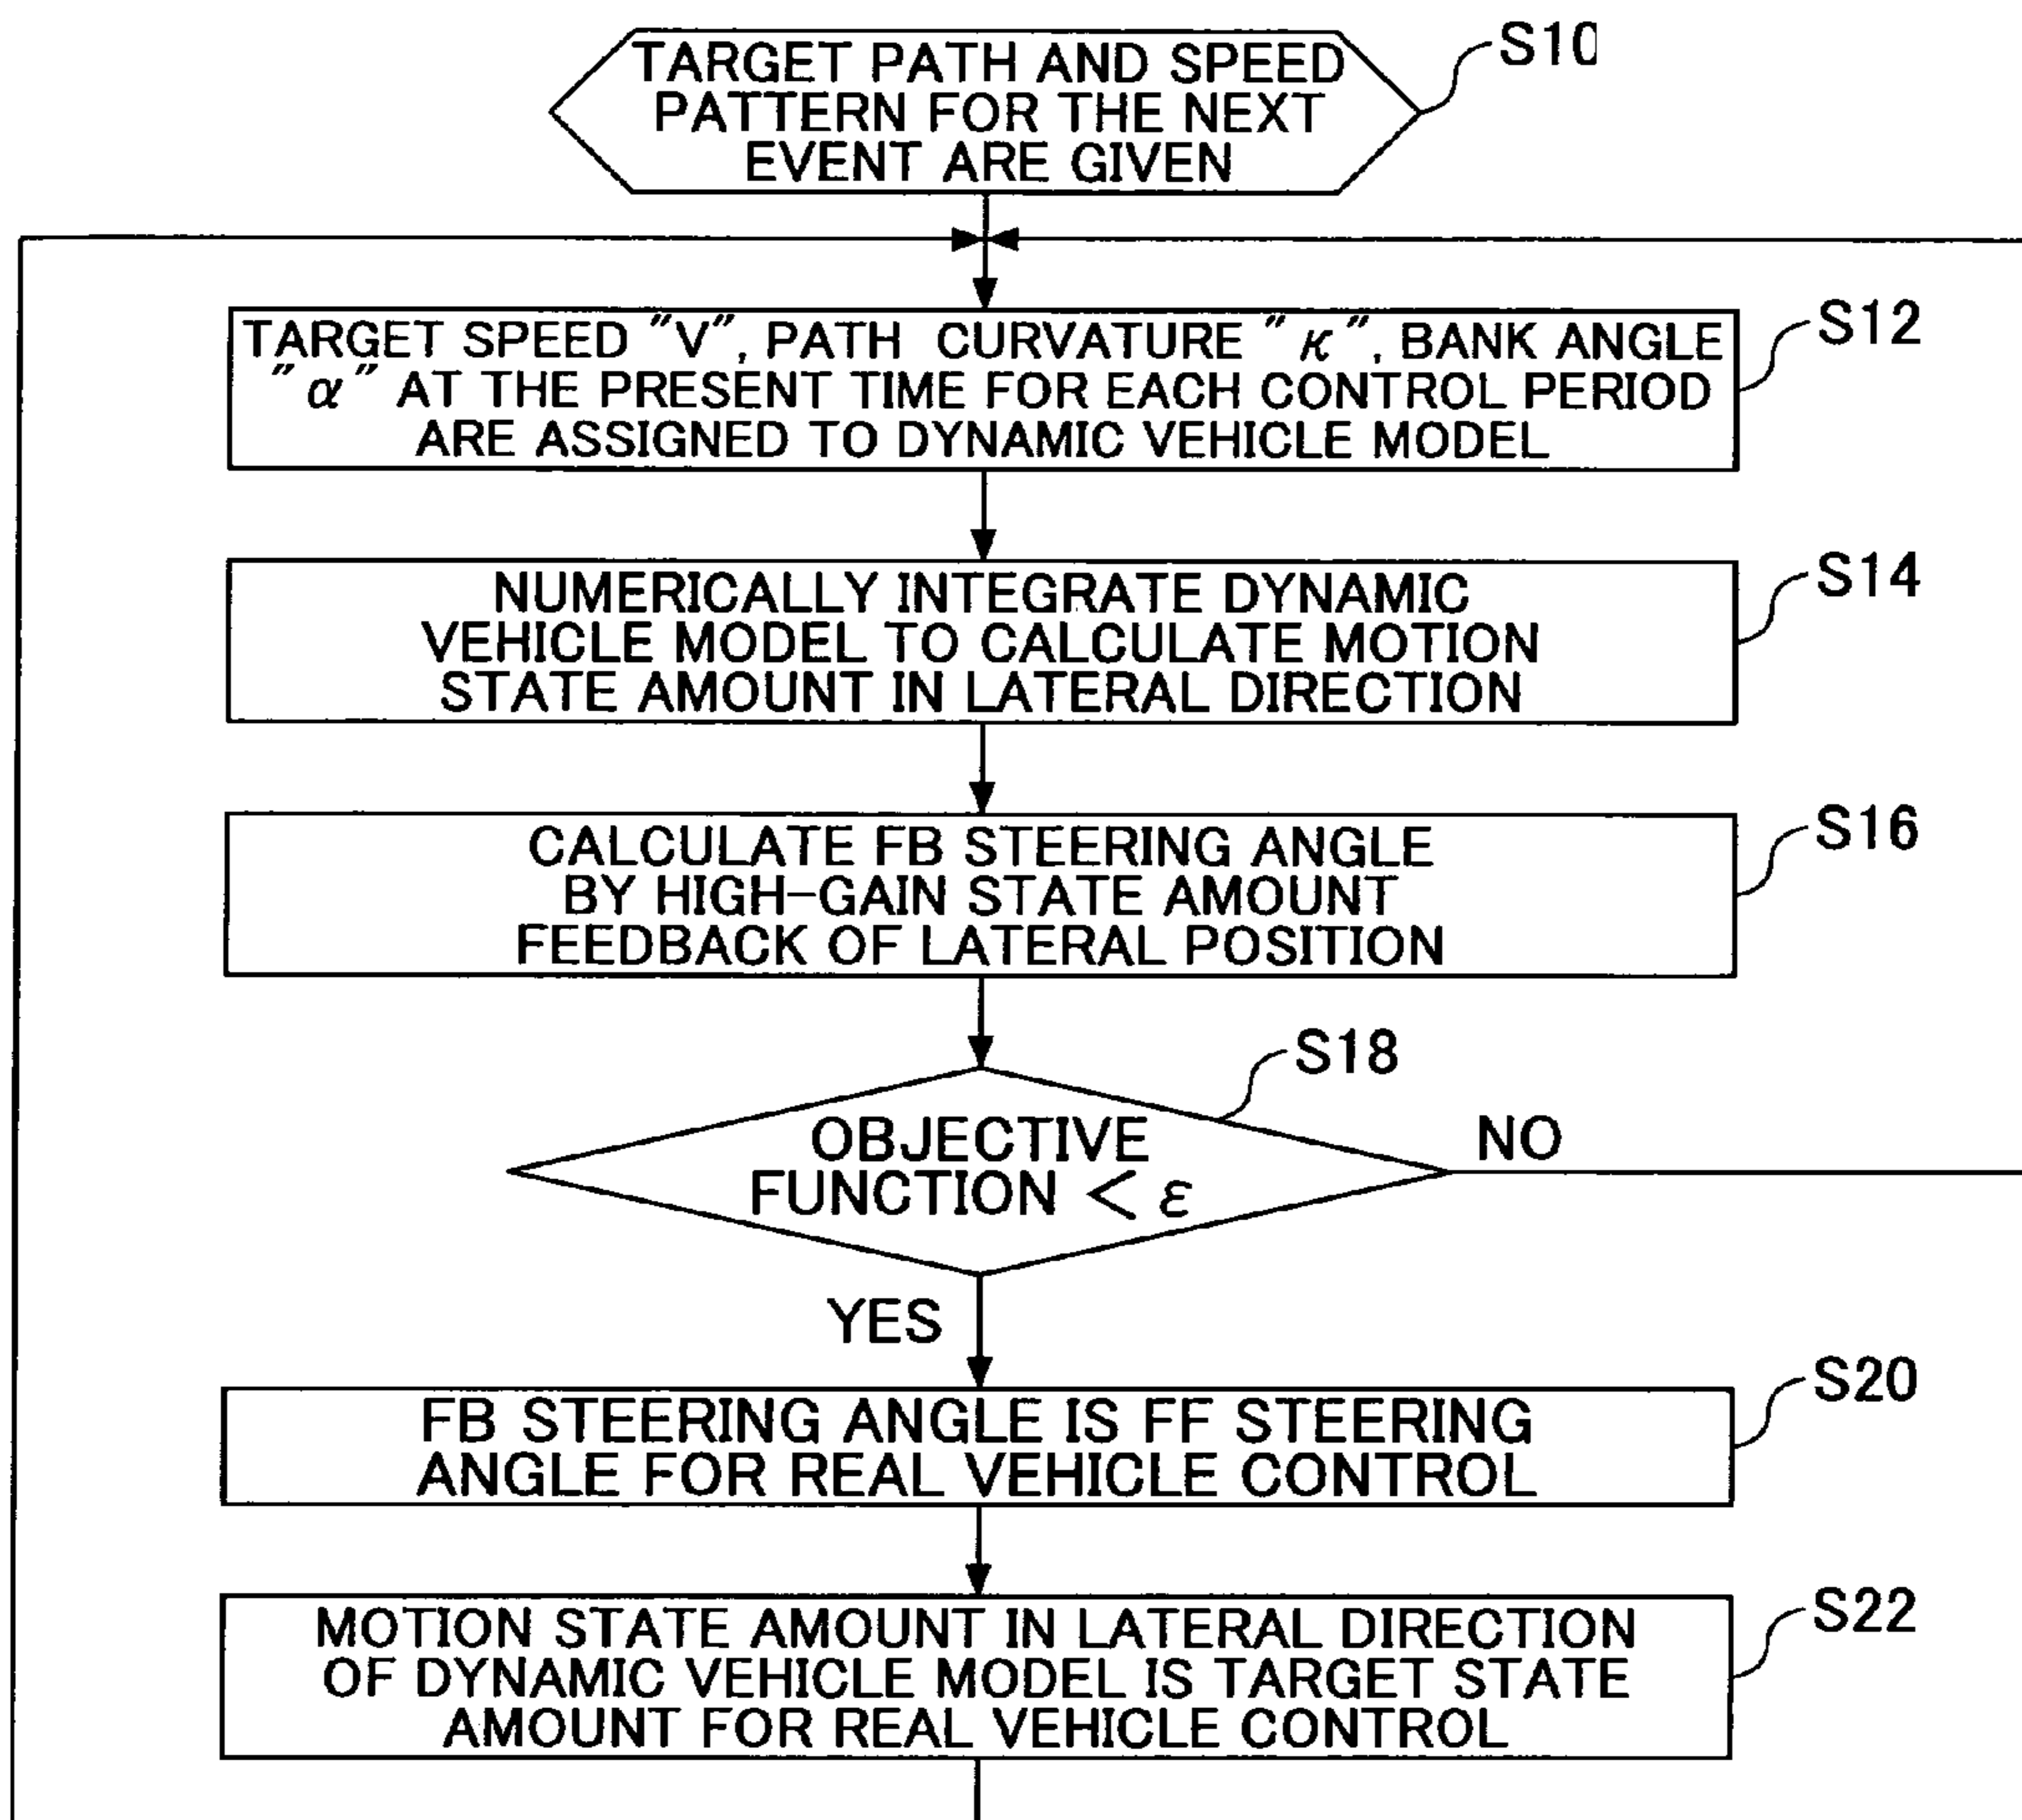 TARGET PATH AND SPEED
PATTERN FOR THE NEXT
EVENT ARE GIVEN
S10
TARGET SPEED "V", PATH CURVATURE "κ", BANK ANGLE
"α" AT THE PRESENT TIME FOR EACH CONTROL PERIOD
ARE ASSIGNED TO DYNAMIC VEHICLE MODEL
S12
NUMERICALLY INTEGRATE DYNAMIC
VEHICLE MODEL TO CALCULATE MOTION
STATE AMOUNT IN LATERAL DIRECTION
S14
CALCULATE FB STEERING ANGLE
BY HIGH-GAIN STATE AMOUNT
FEEDBACK OF LATERAL POSITION
S16
S18
OBJECTIVE
FUNCTION < ε
NO
YES
FB STEERING ANGLE IS FF STEERING
ANGLE FOR REAL VEHICLE CONTROL
S20
MOTION STATE AMOUNT IN LATERAL DIRECTION
OF DYNAMIC VEHICLE MODEL IS TARGET STATE
AMOUNT FOR REAL VEHICLE CONTROL
S22